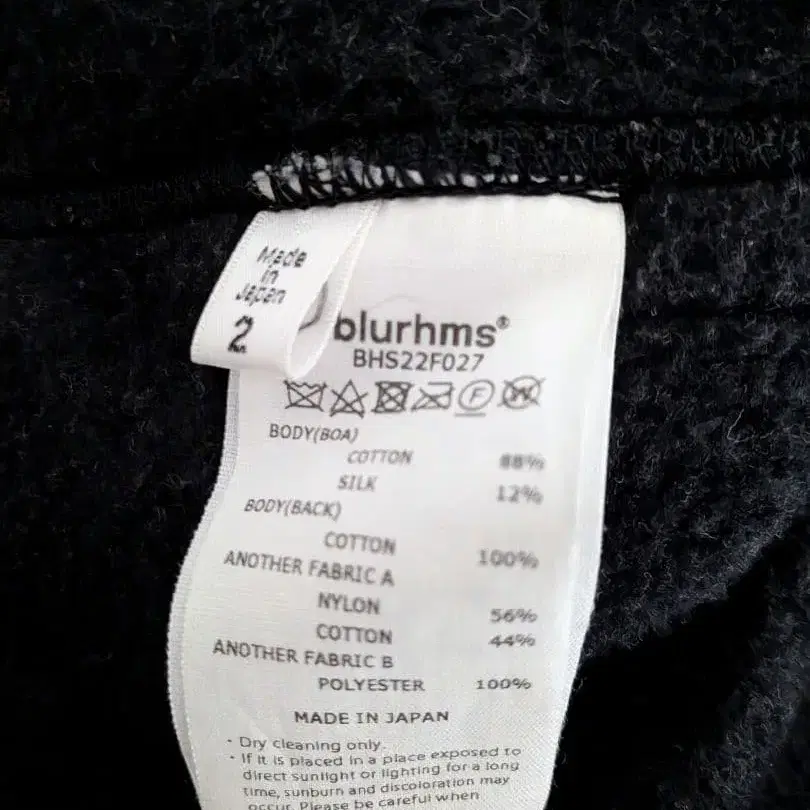 Made
in
Japan
2
blurhms®
BHS22F027
F
W
BODY(BOA)
COTTON 88%
SILK 12%
BODY(BACK)
COTTON 100%
ANOTHER FABRIC A
NYLON 56%
COTTON 44%
ANOTHER FABRIC B
POLYESTER 100%
MADE IN JAPAN
・Dry cleaning only.
・If it is placed in a place exposed to
direct sunlight or lighting for a long
time, sunburn and discoloration may
occur. Please be careful when